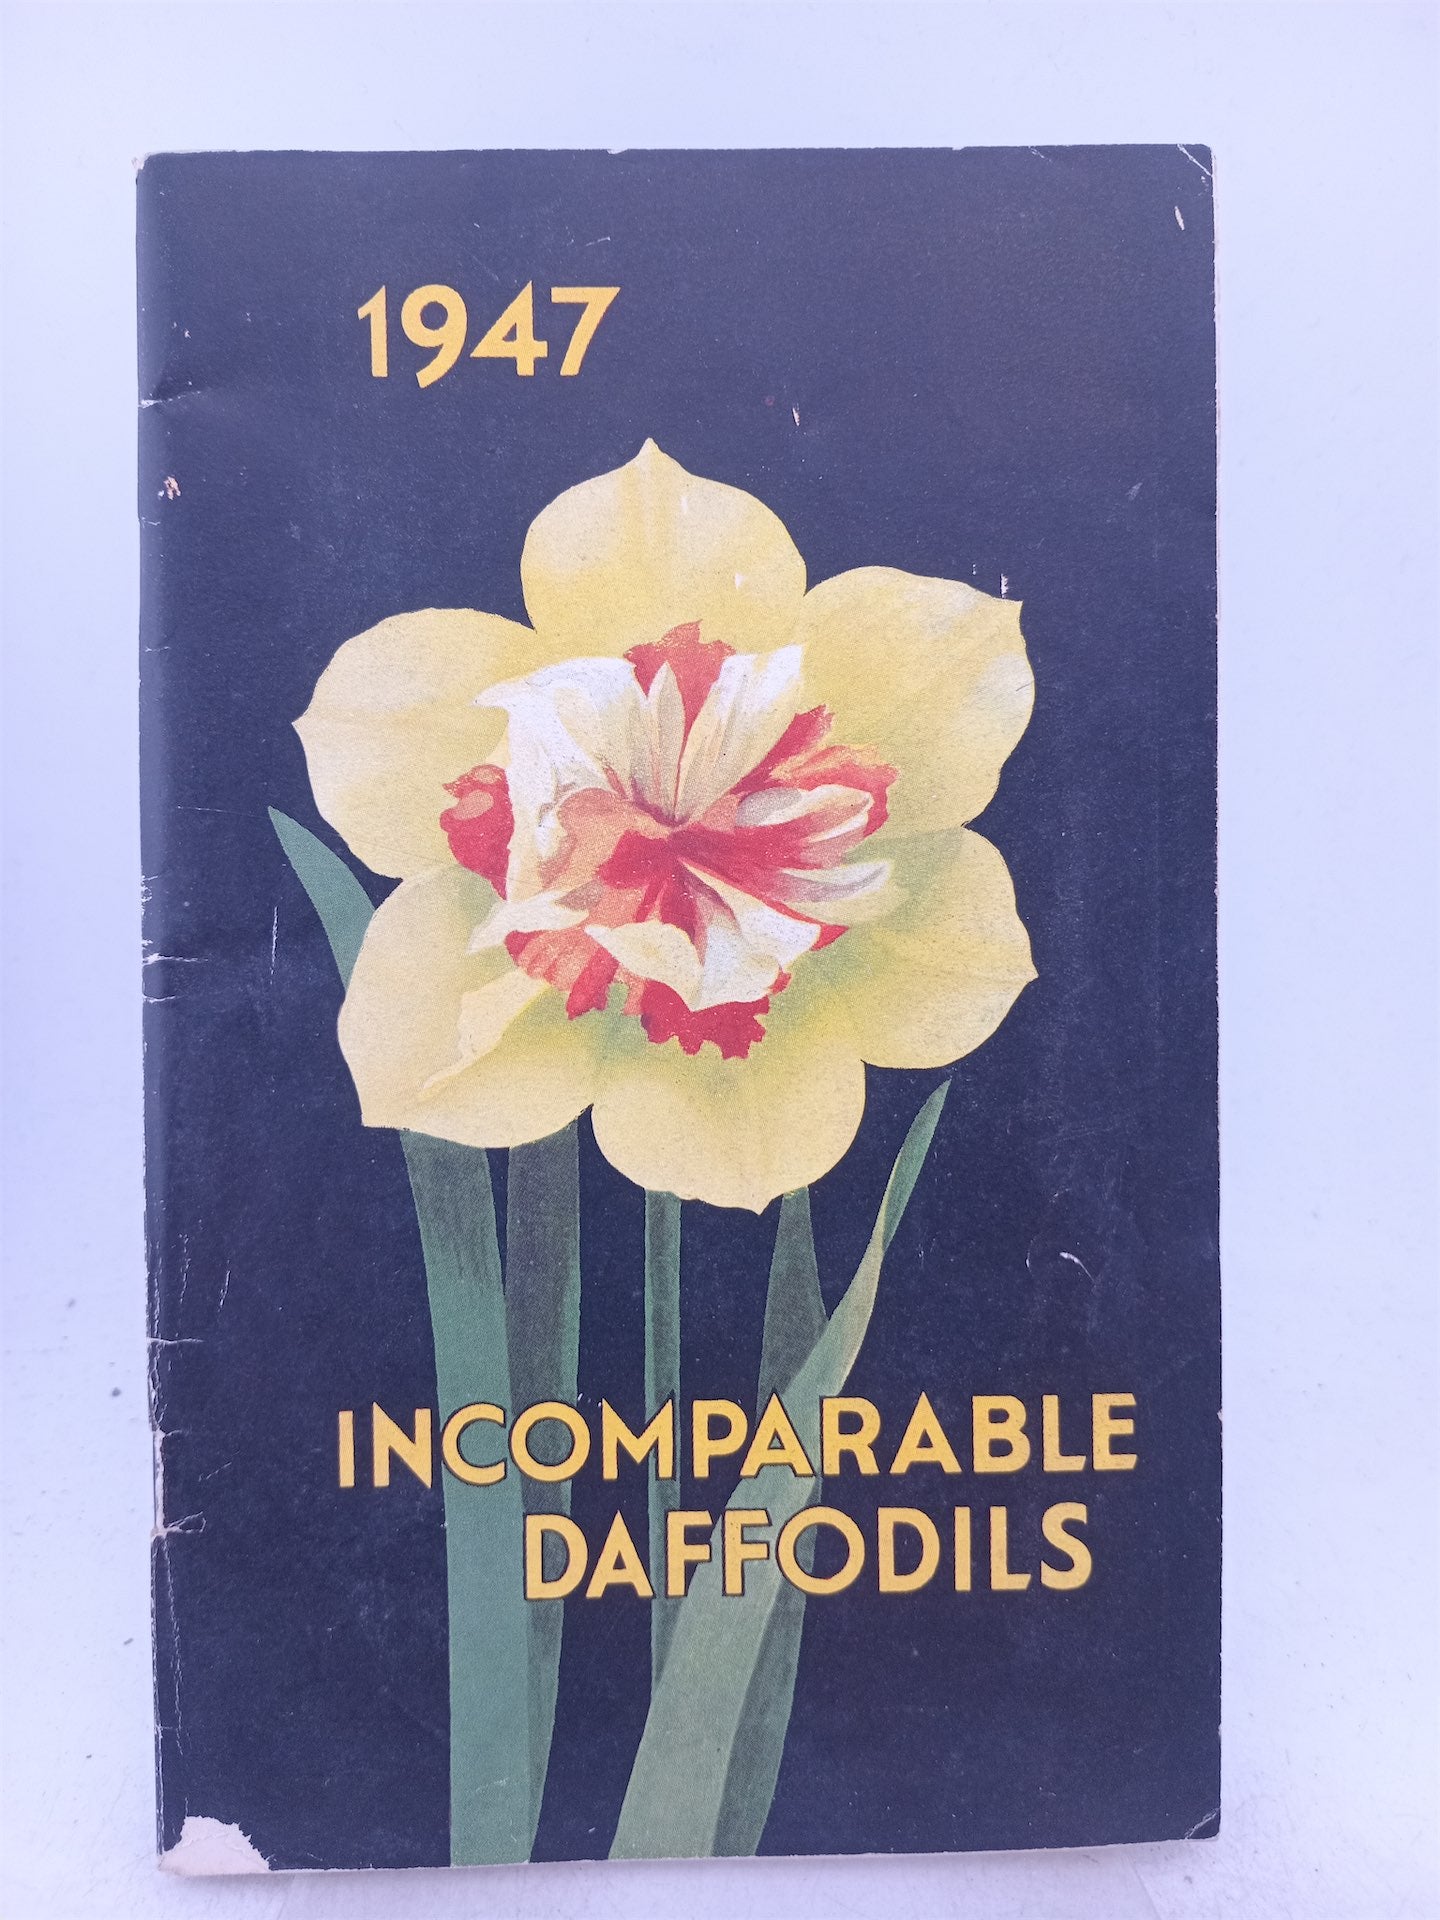 1947
INCOMPARABLE
DAFFODILS